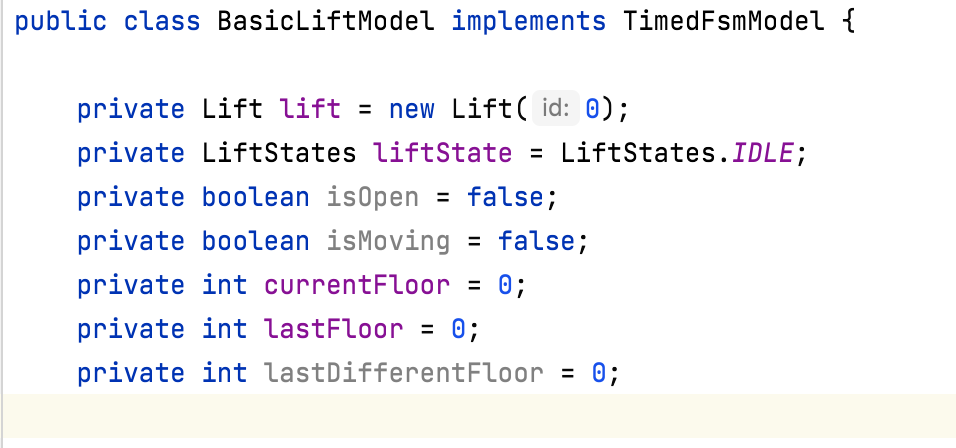 public class BasicLiftModel implements TimedFsmModel {
private Lift lift = new Lift( id: 0);
private LiftStates liftState = LiftStates.IDLE;
private boolean isOpen = false;
private boolean isMoving = false;
private int currentFloor = 0;
private int lastFloor = 0;
private int lastDifferentFloor = 0;